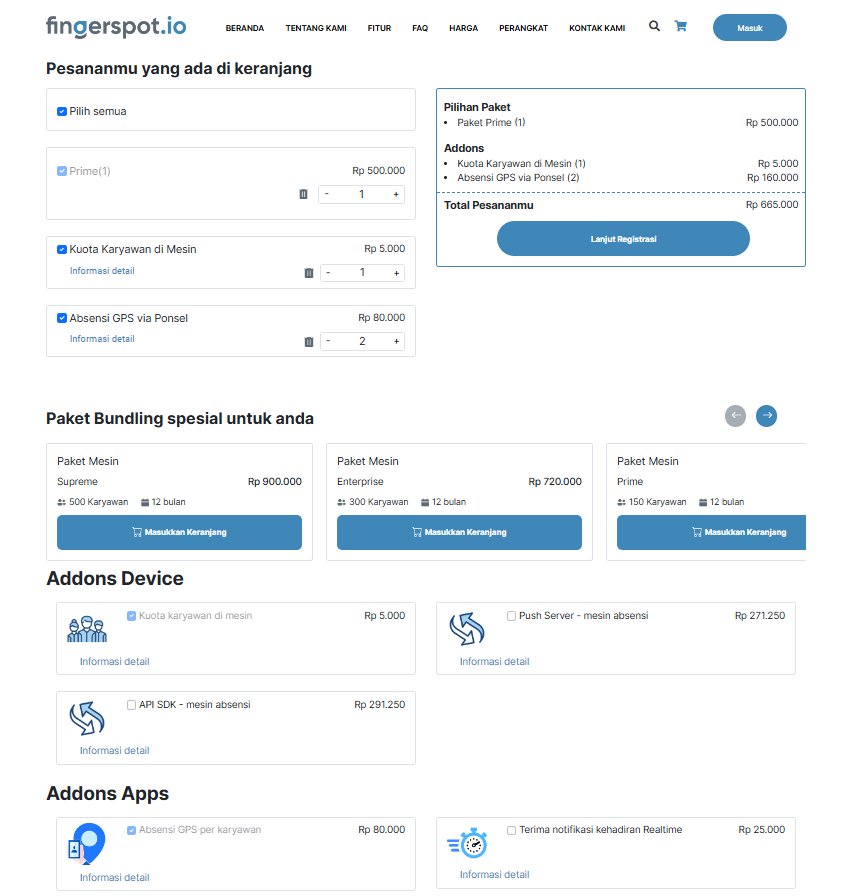 fingerspot.io
BERANDA TENTANG KAMI FITUR FAQ HARGA PERANGKAT KONTAK KAMI Masuk
Pesananmu yang ada di keranjang
Pilih semua
Prime(1) Rp 500.000
- 1 +
Kuota Karyawan di Mesin Rp 5.000
Informasi detail - 1 +
Absensi GPS via Ponsel Rp 80.000
Informasi detail - 2 +
Pilihan Paket
• Paket Prime (1) Rp 500.000
Addons
• Kuota Karyawan di Mesin (1) Rp 5.000
• Absensi GPS via Ponsel (2) Rp 160.000
Total Pesananmu Rp 665.000
Lanjut Registrasi
Paket Bundling spesial untuk anda
Paket Mesin
Supreme Rp 900.000
500 Karyawan 12 bulan
Masukkan Keranjang
Paket Mesin
Enterprise Rp 720.000
300 Karyawan 12 bulan
Masukkan Keranjang
Paket Mesin
Prime
150 Karyawan 12 bulan
Masukkan Keranjang
Addons Device
Kuota karyawan di mesin Rp 5.000
Informasi detail
Push Server - mesin absensi Rp 271.250
Informasi detail
API SDK - mesin absensi Rp 291.250
Informasi detail
Addons Apps
Absensi GPS per karyawan Rp 80.000
Informasi detail
Terima notifikasi kehadiran Realtime Rp 25.000
Informasi detail